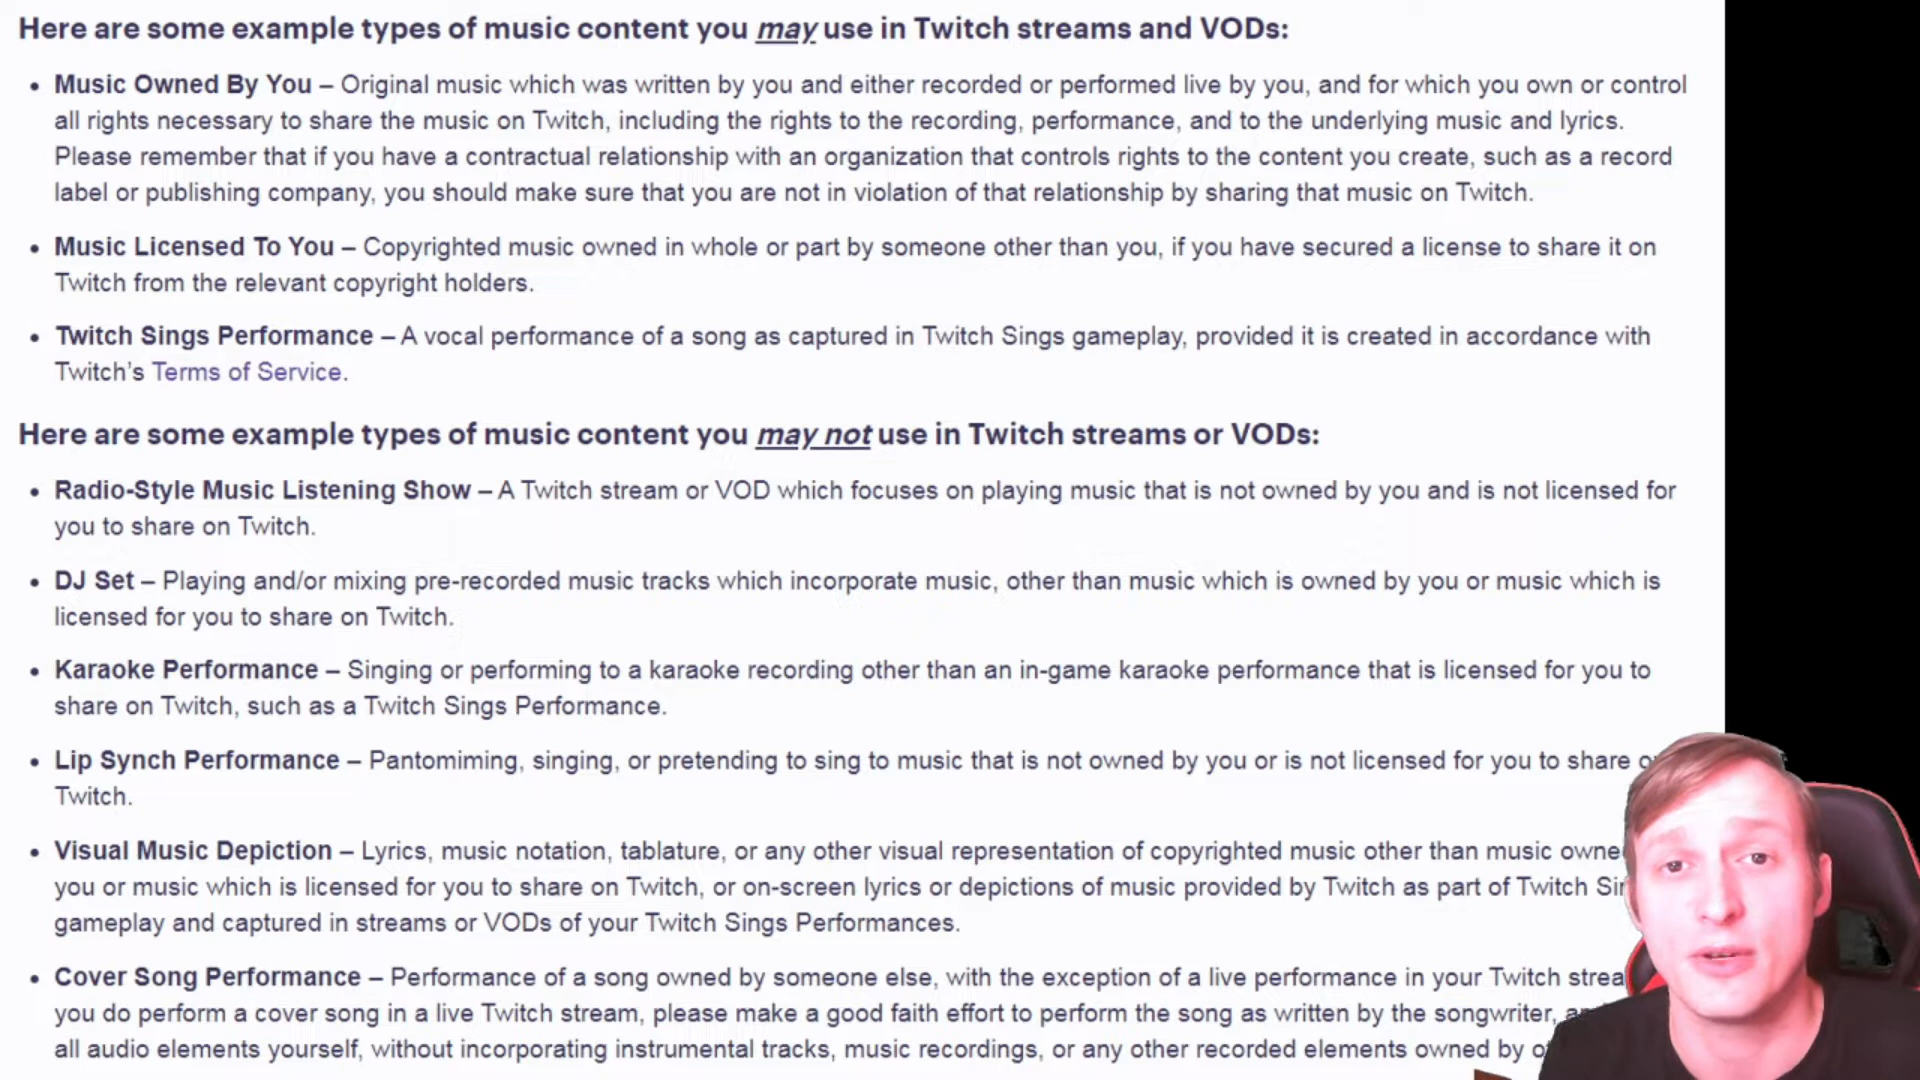 Here are some example types of music content you may use in Twitch streams and VODs:
• Music Owned By You – Original music which was written by you and either recorded or performed live by you, and for which you own or control
all rights necessary to share the music on Twitch, including the rights to the recording, performance, and to the underlying music and lyrics.
Please remember that if you have a contractual relationship with an organization that controls rights to the content you create, such as a record
label or publishing company, you should make sure that you are not in violation of that relationship by sharing that music on Twitch.
• Music Licensed To You – Copyrighted music owned in whole or part by someone other than you, if you have secured a license to share it on
Twitch from the relevant copyright holders.
• Twitch Sings Performance – A vocal performance of a song as captured in Twitch Sings gameplay, provided it is created in accordance with
Twitch’s Terms of Service.
Here are some example types of music content you may not use in Twitch streams or VODs:
• Radio-Style Music Listening Show – A Twitch stream or VOD which focuses on playing music that is not owned by you and is not licensed for
you to share on Twitch.
• DJ Set – Playing and/or mixing pre-recorded music tracks which incorporate music, other than music which is owned by you or music which is
licensed for you to share on Twitch.
• Karaoke Performance – Singing or performing to a karaoke recording other than an in-game karaoke performance that is licensed for you to
share on Twitch, such as a Twitch Sings Performance.
• Lip Synch Performance – Pantomiming, singing, or pretending to sing to music that is not owned by you or is not licensed for you to share
Twitch.
• Visual Music Depiction – Lyrics, music notation, tablature, or any other visual representation of copyrighted music other than music
you or music which is licensed for you to share on Twitch, or on-screen lyrics or depictions of music provided by Twitch as part of Twitch
gameplay and captured in streams or VODs of your Twitch Sings Performances.
• Cover Song Performance – Performance of a song owned by someone else, with the exception of a live performance in your Twitch
you do perform a cover song in a live Twitch stream, please make a good faith effort to perform the song as written by the songwriter,
all audio elements yourself, without incorporating instrumental tracks, music recordings, or any other recorded elements owned by